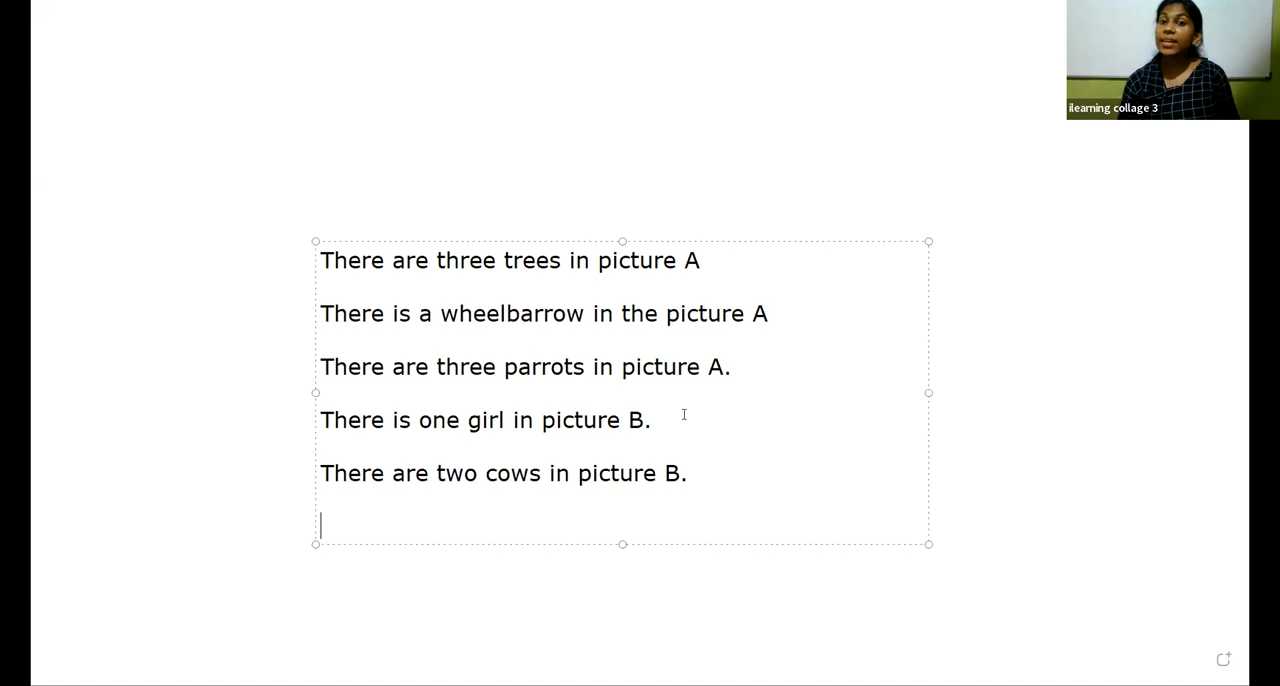 ilearning collage 3
There are three trees in picture A
There is a wheelbarrow in the picture A
There are three parrots in picture A.
There is one girl in picture B.
There are two cows in picture B.